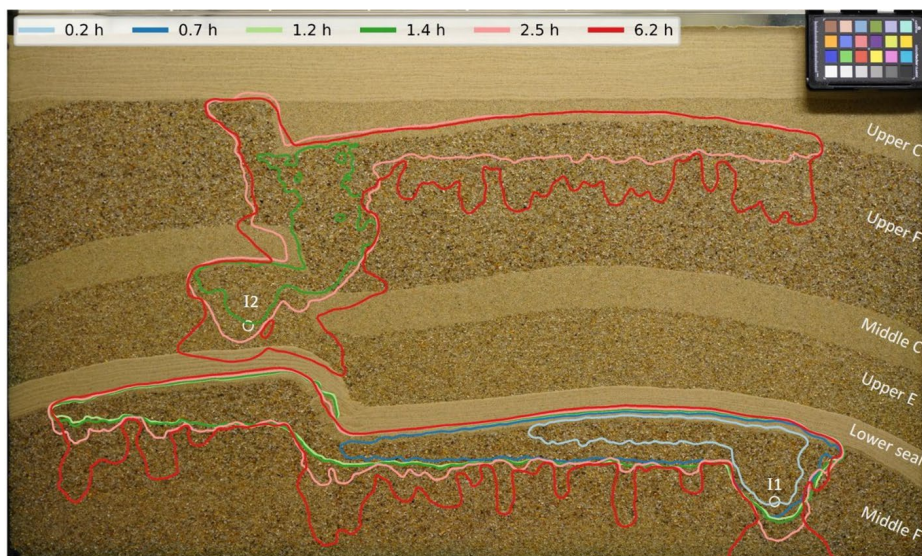 0.2 h 0.7 h 1.2 h 1.4 h 2.5 h 6.2 h
Upper C
Upper F
I2
Middle C
Upper E
Lower seal
I1
Middle F